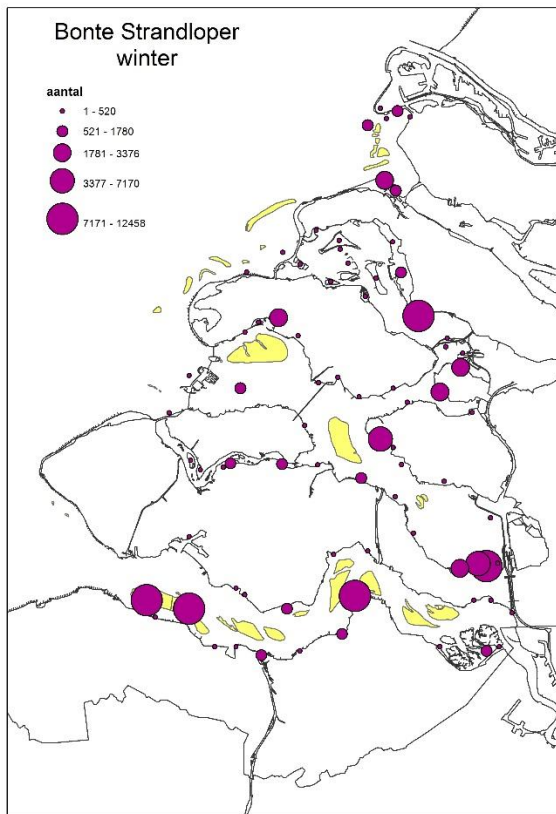 Bonte Strandloper
winter
aantal
1 - 520
521 - 1780
1781 - 3376
3377 - 7170
7171 - 12458